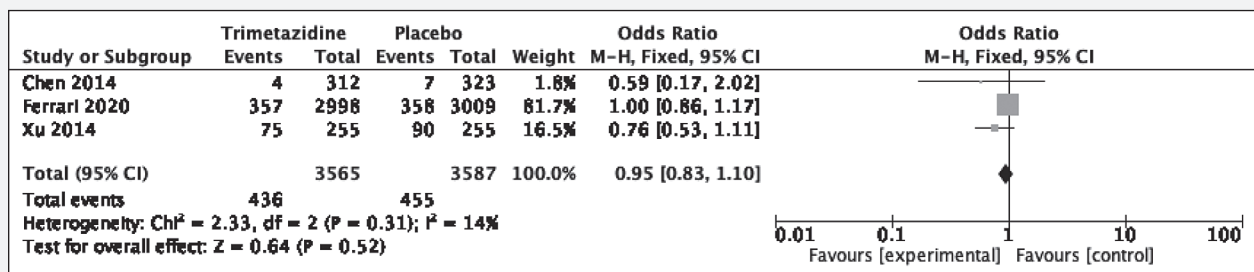 Trimetazidine Placebo Odds Ratio Odds Ratio
Study or Subgroup Events Total Events Total Weight M-H, Fixed, 95% CI M-H, Fixed, 95% CI
Chen 2014 4 312 7 323 1.8% 0.59 [0.17, 2.02]
Ferrari 2020 357 2998 358 3009 81.7% 1.00 [0.86, 1.17]
Xu 2014 75 255 90 255 16.5% 0.76 [0.53, 1.11]
Total (95% CI) 3565 3587 100.0% 0.95 [0.83, 1.10]
Total events 436 455
Heterogeneity: Chi² = 2.33, df = 2 (P = 0.31); I² = 14%
Test for overall effect: Z = 0.64 (P = 0.52)
0.01 0.1 1 10 100
Favours [experimental] Favours [control]